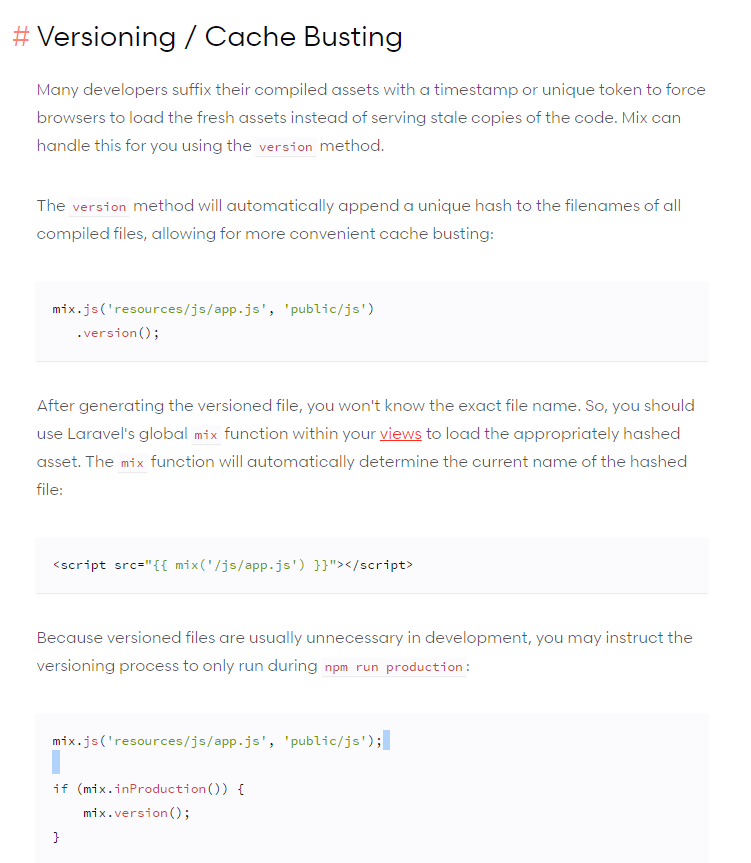 # Versioning / Cache Busting
Many developers suffix their compiled assets with a timestamp or unique token to force
browsers to load the fresh assets instead of serving stale copies of the code. Mix can
handle this for you using the version method.
The version method will automatically append a unique hash to the filenames of all
compiled files, allowing for more convenient cache busting:
mix.js('resources/js/app.js', 'public/js')
   .version();
After generating the versioned file, you won't know the exact file name. So, you should
use Laravel's global mix function within your views to load the appropriately hashed
asset. The mix function will automatically determine the current name of the hashed
file:
<script src="{{ mix('/js/app.js') }}"></script>
Because versioned files are usually unnecessary in development, you may instruct the
versioning process to only run during npm run production:
mix.js('resources/js/app.js', 'public/js');
if (mix.inProduction()) {
    mix.version();
}